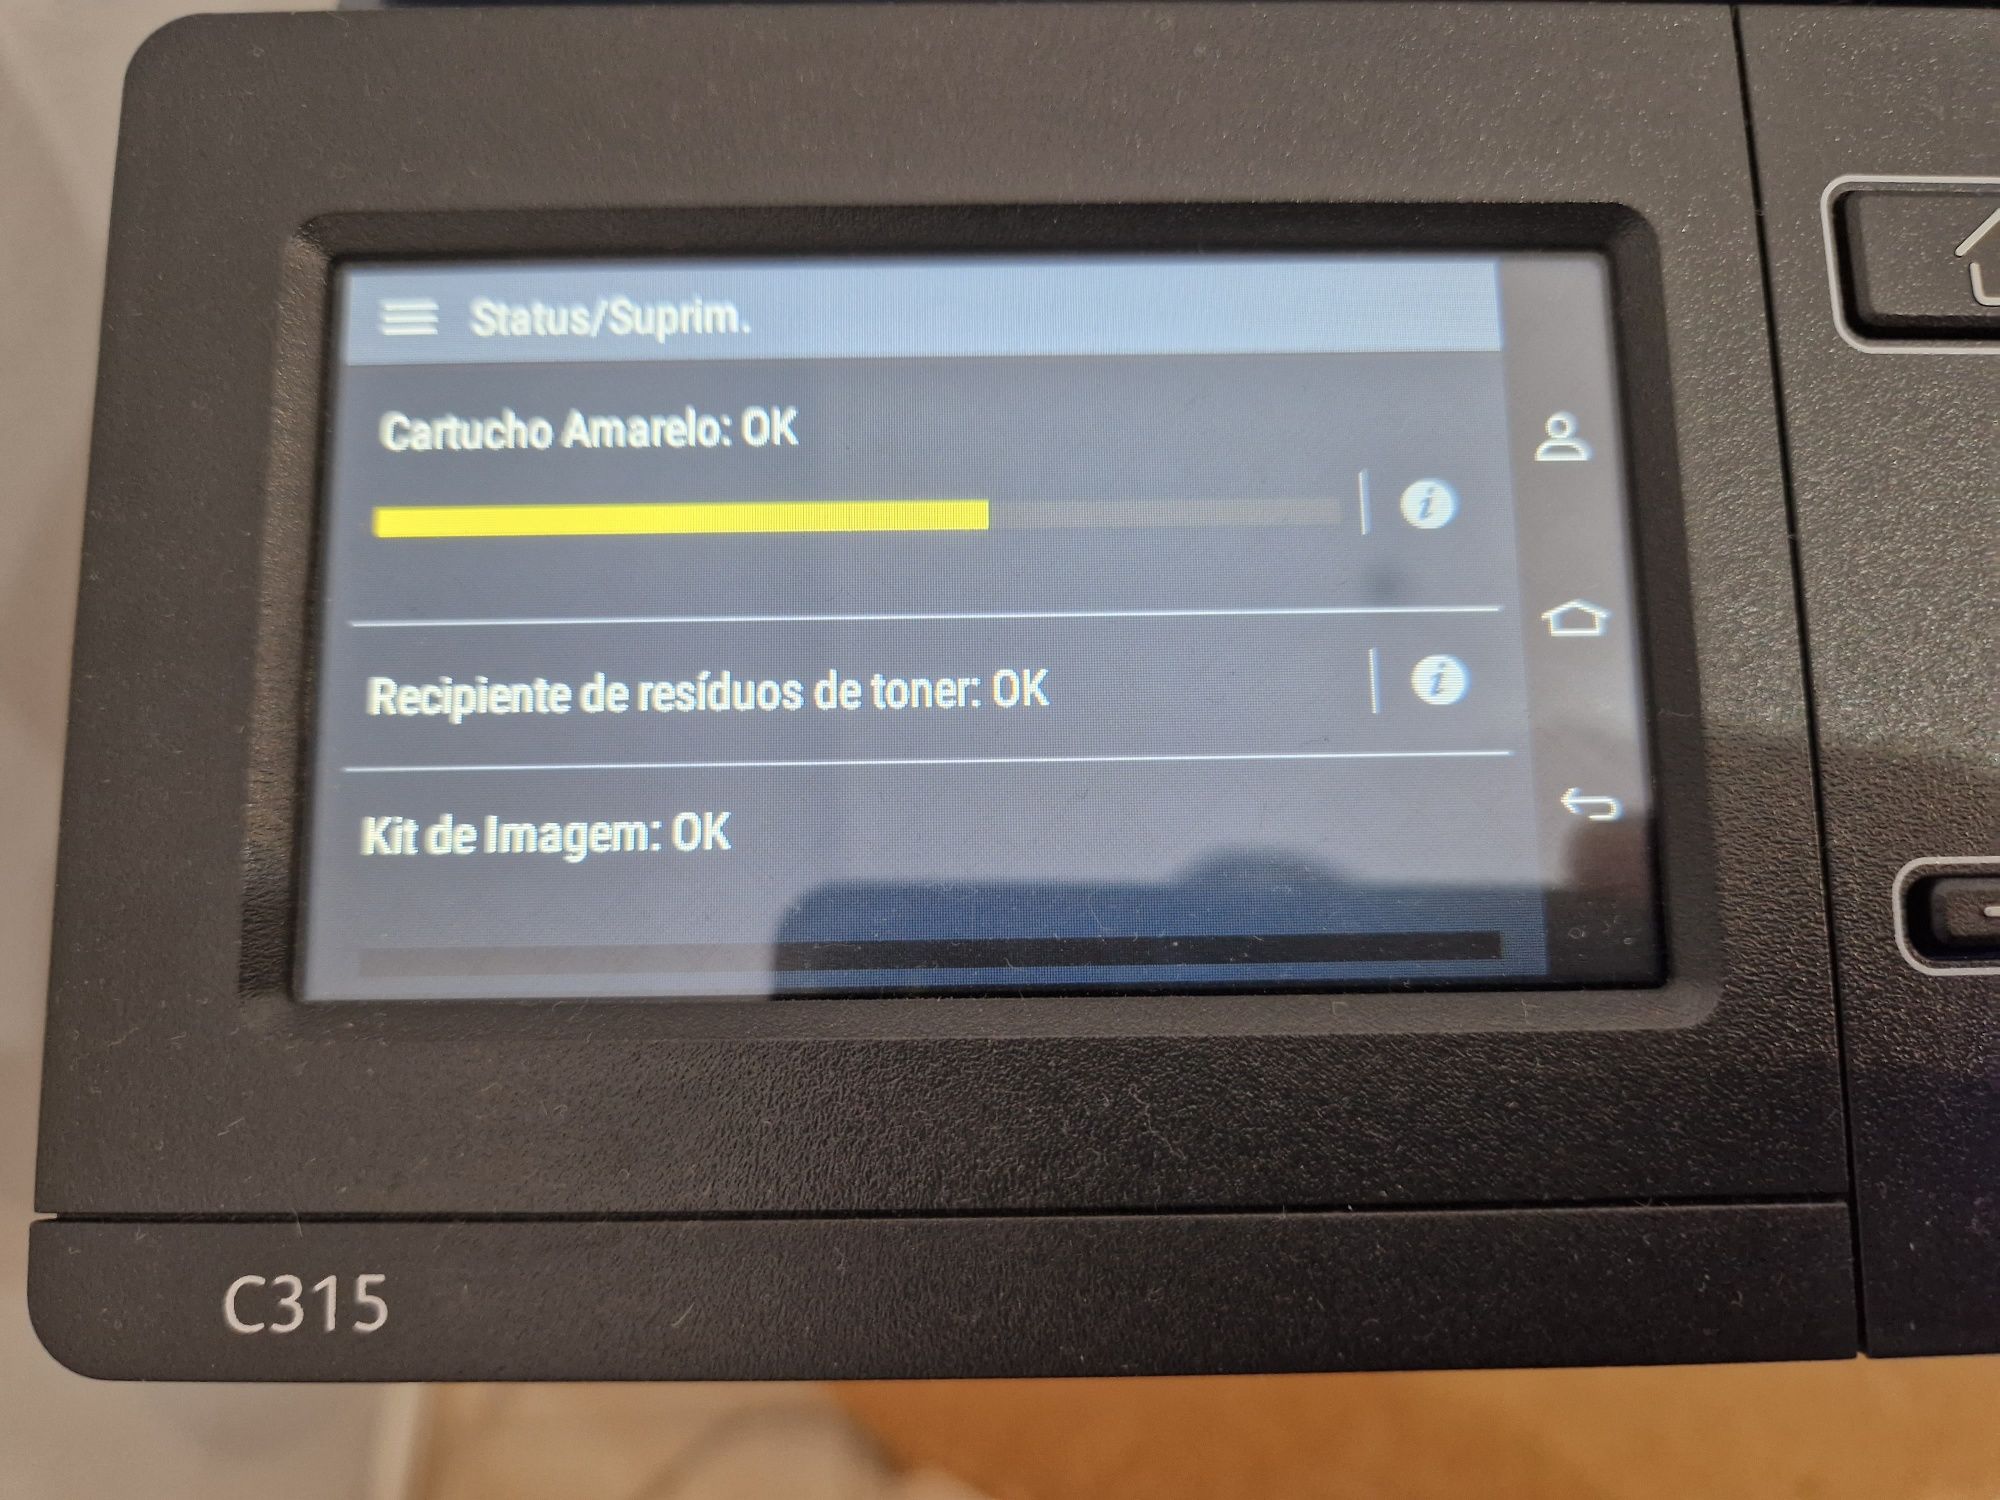 Status/Suprim.
Cartucho Amarelo: OK
Recipiente de resíduos de toner: OK
Kit de Imagem: OK
C315